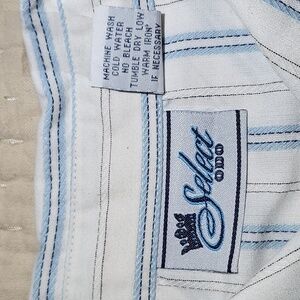 MACHINE WASH
COLD WATER
NO BLEACH
TUMBLE DRY LOW
WARM IRON
IF NECESSARY
Select